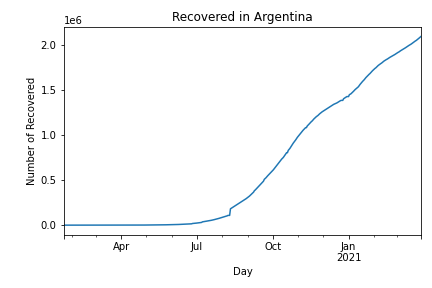 Recovered in Argentina
1e6
2.0
1.5
1.0
0.5
0.0
Number of Recovered
Apr
Jul
Oct
Jan
2021
Day